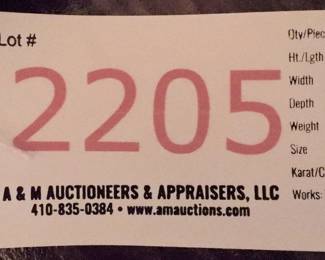 Lot #
2205
A & M AUCTIONEERS & APPRAISERS, LLC
410-835-0384 • www.amauctions.com
Qty/Piec
Ht./Lgth
Width
Depth
Weight
Size
Karat/C
Works: